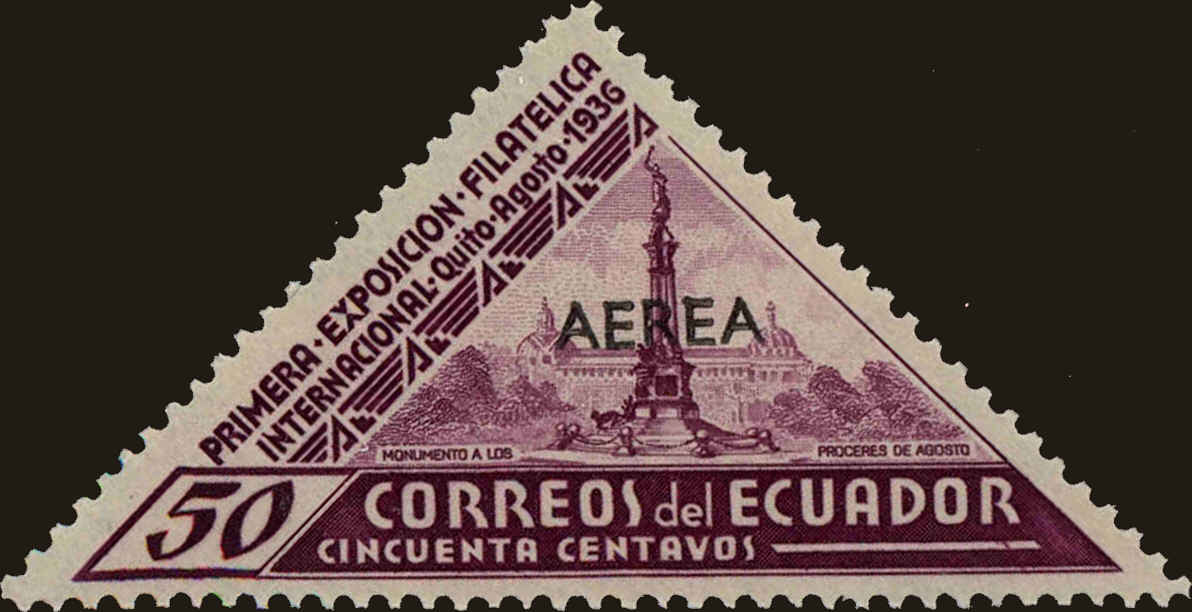 PRIMERA·EXPOSICION·FILATELICA
INTERNACIONAL·Quito·Agosto·1936
AEREA
MONUMENTO A LOS PROCERES DE AGOSTO
50 CORREOS del ECUADOR
CINCUENTA CENTAVOS